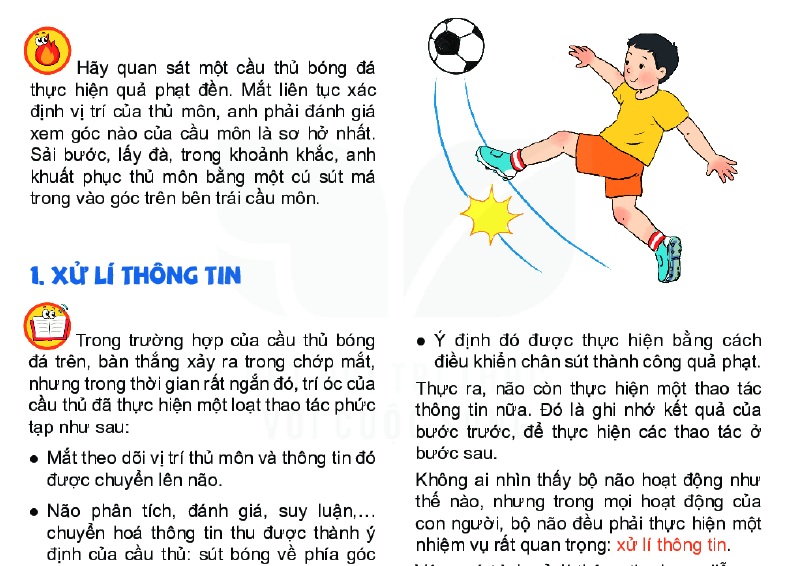 Hãy quan sát một cầu thủ bóng đá
thực hiện quả phạt đền. Mắt liên tục xác
định vị trí của thủ môn, anh phải đánh giá
xem góc nào của cầu môn là sơ hở nhất.
Sải bước, lấy đà, trong khoảnh khắc, anh
khuất phục thủ môn bằng một cú sút má
trong vào góc trên bên trái cầu môn.
1. XỬ LÍ THÔNG TIN
Trong trường hợp của cầu thủ bóng
đá trên, bàn thắng xảy ra trong chớp mắt,
nhưng trong thời gian rất ngắn đó, trí óc của
cầu thủ đã thực hiện một loạt thao tác phức
tạp như sau:
● Mắt theo dõi vị trí thủ môn và thông tin đó
được chuyển lên não.
● Não phân tích, đánh giá, suy luận,...
chuyển hoá thông tin thu được thành ý
định của cầu thủ: sút bóng về phía góc
● Ý định đó được thực hiện bằng cách
điều khiển chân sút thành công quả phạt.
Thực ra, não còn thực hiện một thao tác
thông tin nữa. Đó là ghi nhớ kết quả của
bước trước, để thực hiện các thao tác ở
bước sau.
Không ai nhìn thấy bộ não hoạt động như
thế nào, nhưng trong mọi hoạt động của
con người, bộ não đều phải thực hiện một
nhiệm vụ rất quan trọng: xử lí thông tin.